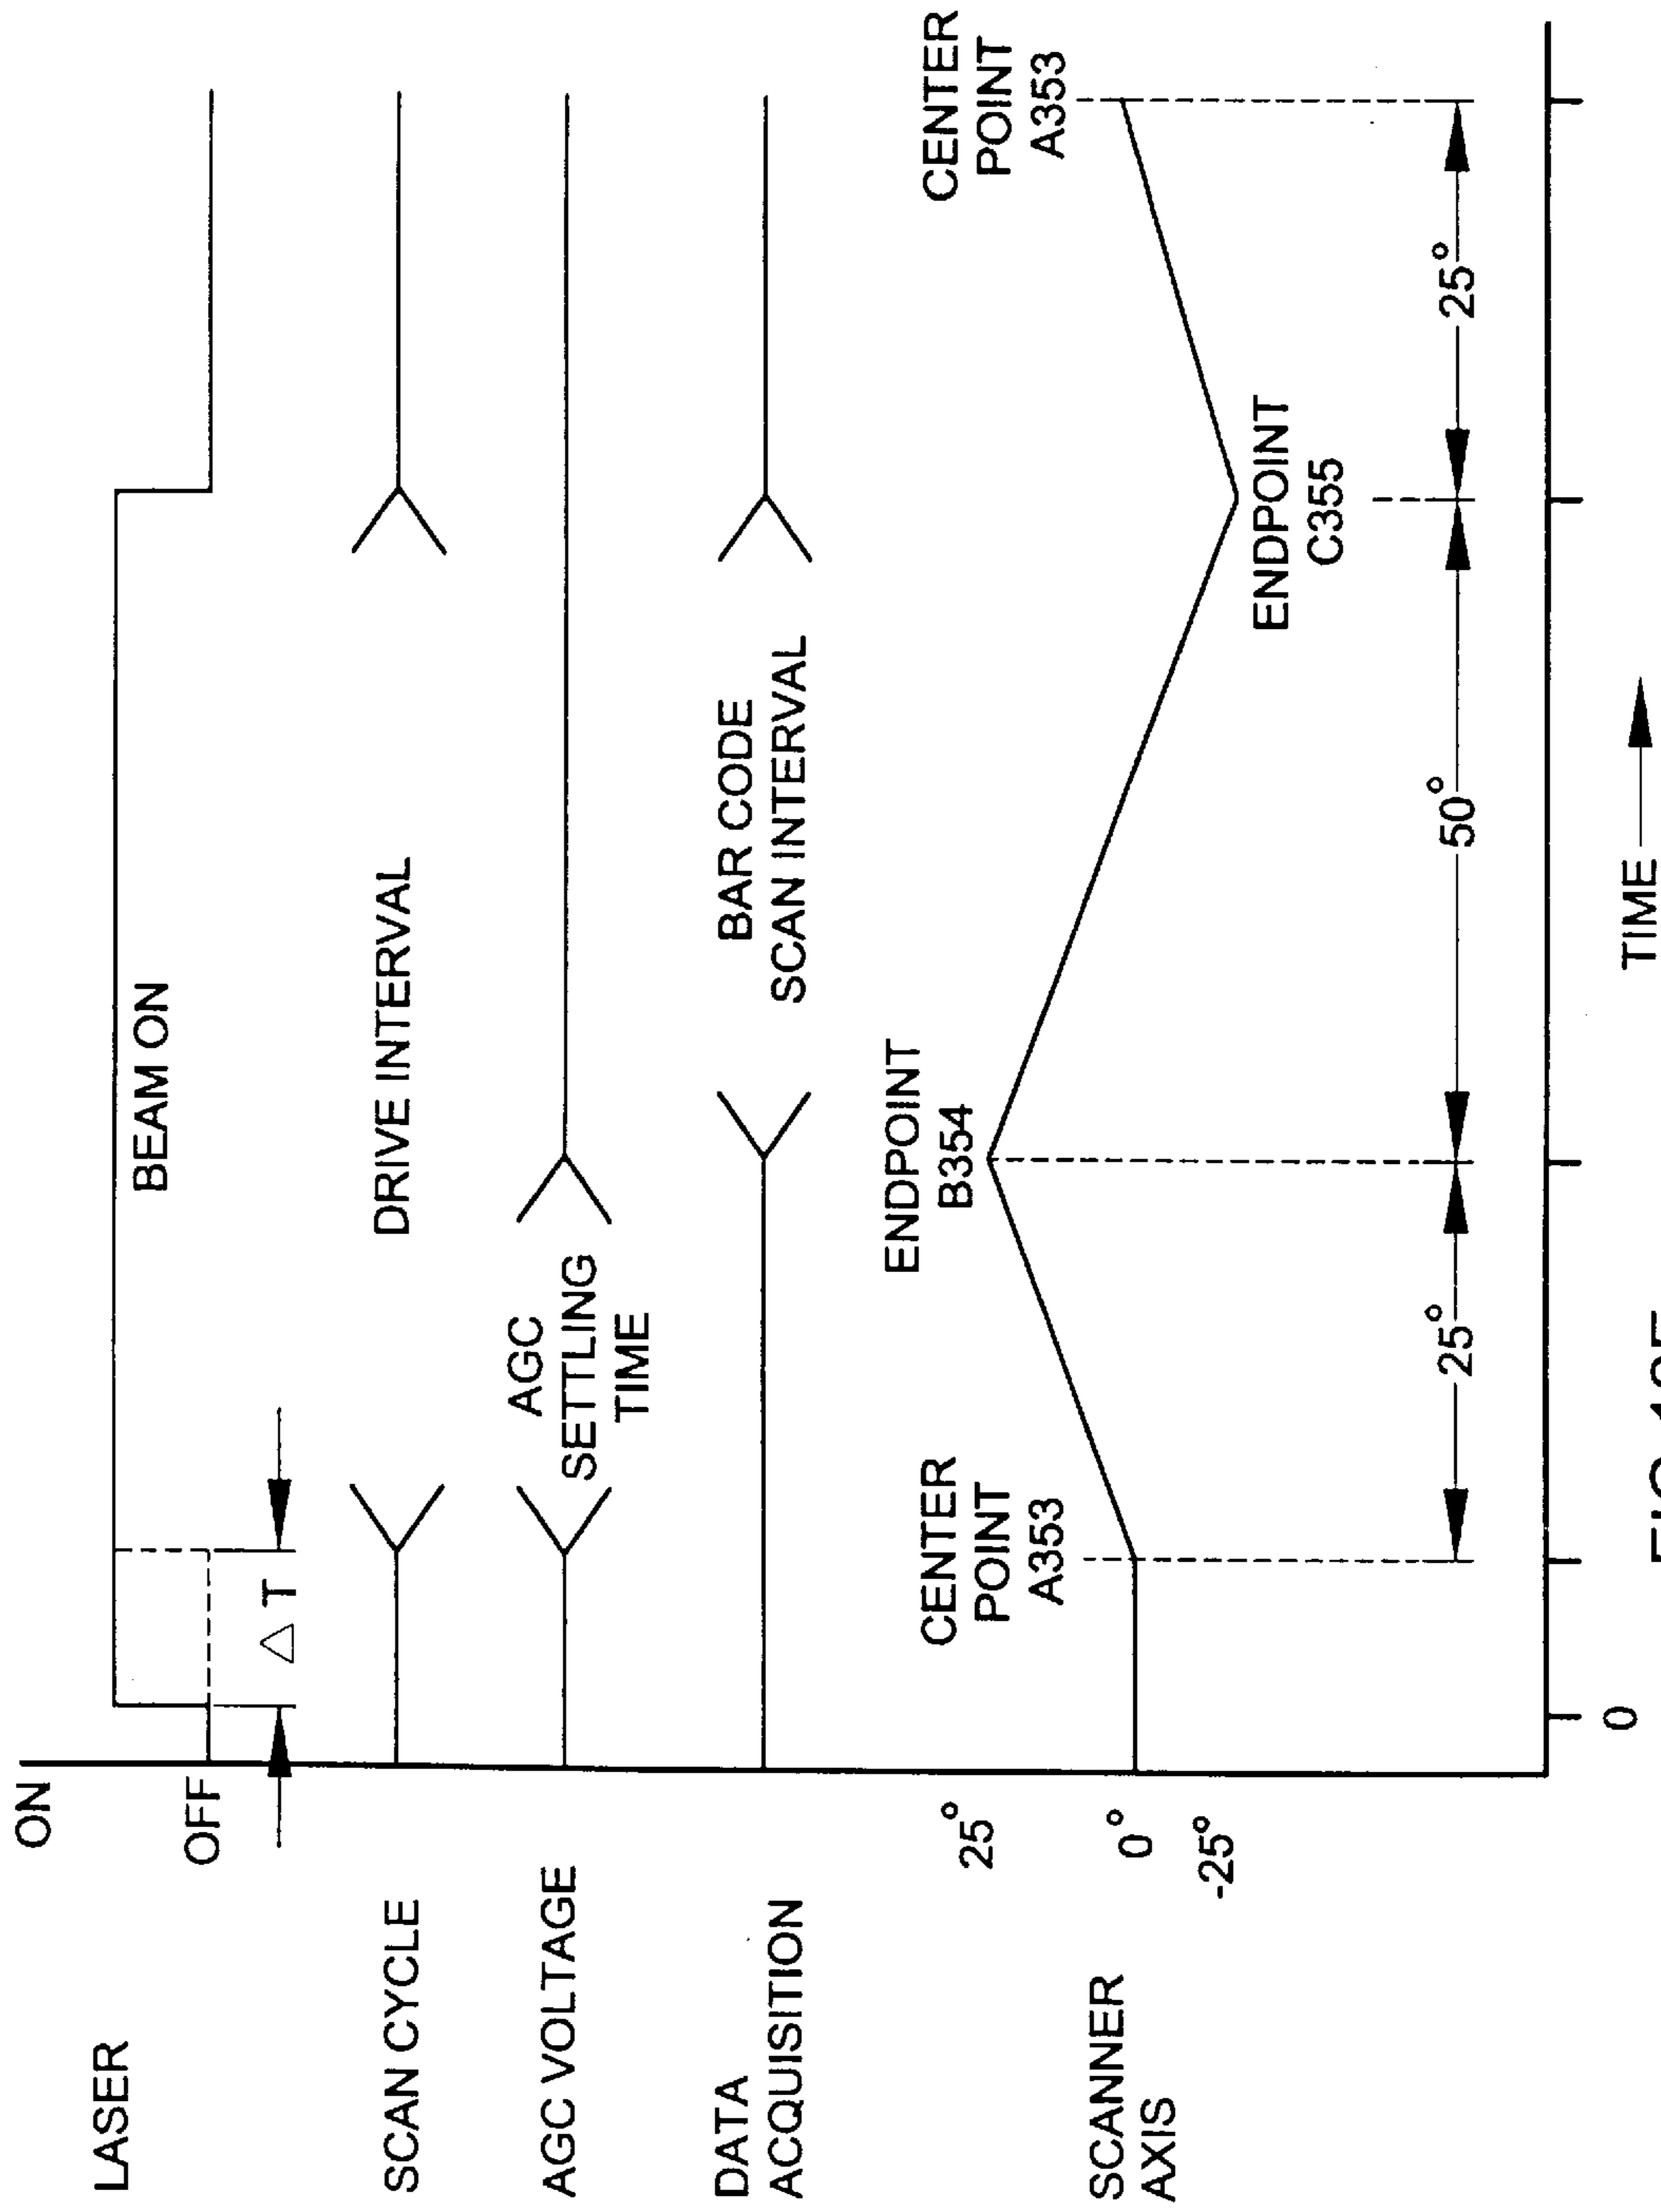 ON
LASER
OFF
BEAM ON
△ T
SCAN CYCLE
DRIVE INTERVAL
AGC VOLTAGE
AGC
SETTLING
TIME
DATA
ACQUISITION
BAR CODE
SCAN INTERVAL
SCANNER
AXIS
25°
0°
-25°
CENTER
POINT
A353
ENDPOINT
B354
ENDPOINT
C355
CENTER
POINT
A353
25°
50°
25°
0
TIME